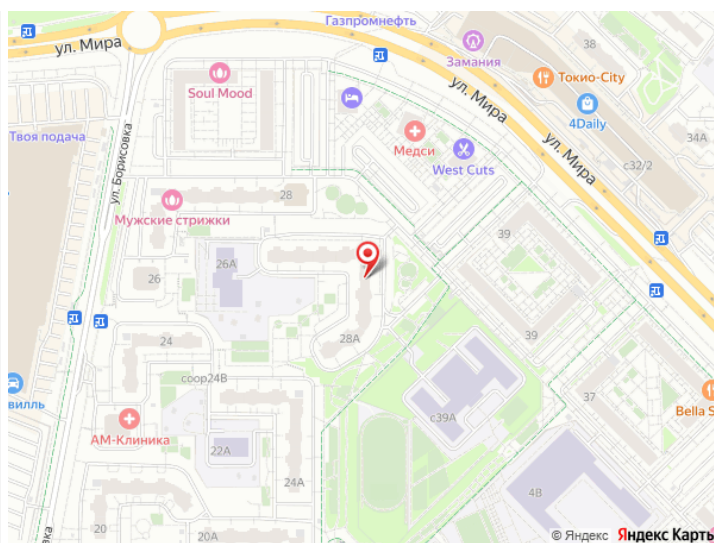 Газпромнефть
ул. Мира
Замания
38
Токио-City
Soul Mood
4Daily
ул. Мира
Твоя подача
ул. Борисовка
Медси
West Cuts
ул. Мира
с32/2
34А
28
Мужские стрижки
39
26А
26
28А
24
39
соор24В
37
вилль
с39А
Bella S
АМ-Клиника
22А
24А
4В
20
20А
вка
© Яндекс Яндекс Карты